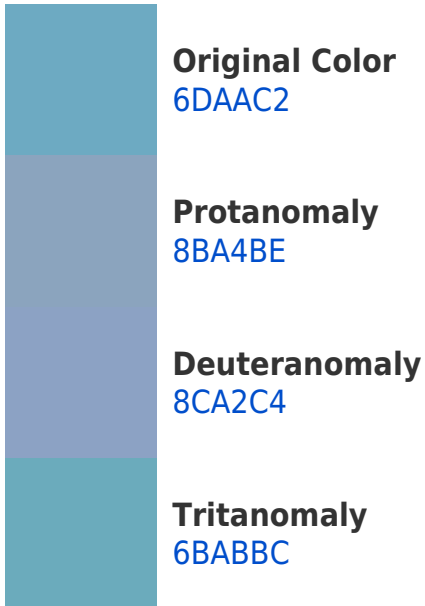 Original Color
6DAAC2
Protanomaly
8BA4BE
Deuteranomaly
8CA2C4
Tritanomaly
6BABBC